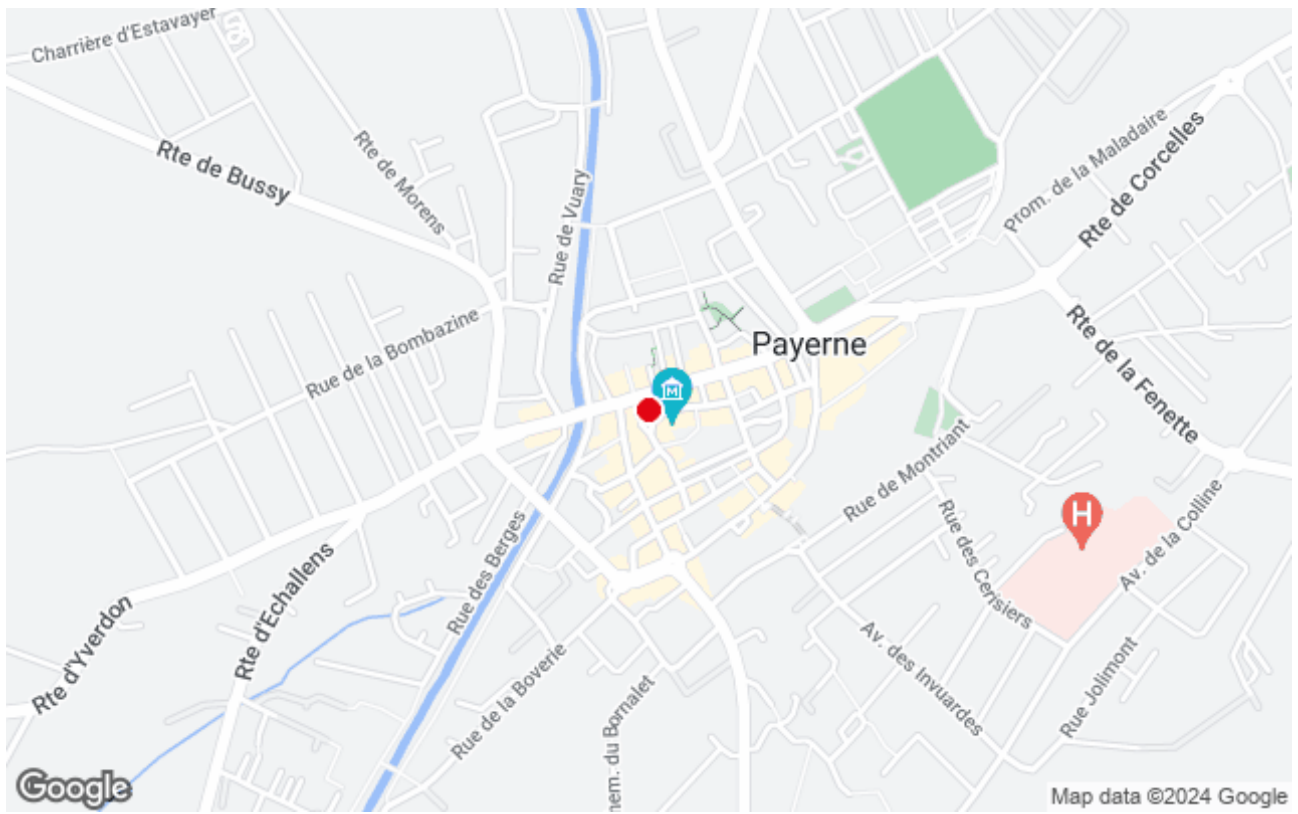 Charrière d'Estavayer
Rte de Bussy
Rte de Morens
Rue de Vuary
Prom. de la Maladaire
Rte de Corcelles
Rue de la Bombazine
Payerne
Rte de la Fenette
M
Rue de Montriant
H
Rue des Cerisiers
Av. de la Colline
Rue des Berges
Rte d'Echallens
Rte d'Yverdon
Rue de la Boverie
hem. du Bornalet
Av. des Invuardes
Rue Jolimont
Google
Map data ©2024 Google